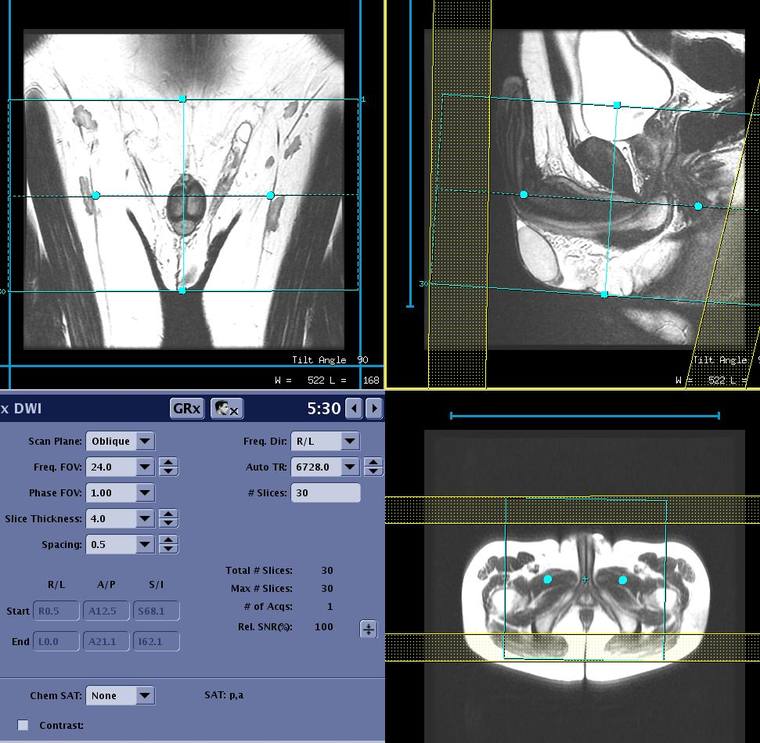 1
30
30
Tilt Angle 90
W = 522 L = 168
Tilt Angle 9
W = 522 L =
x DWI GRx x 5:30
Scan Plane: Oblique Freq. Dir: R/L
Freq. FOV: 24.0 Auto TR: 6728.0
Phase FOV: 1.00 # Slices: 30
Slice Thickness: 4.0
Spacing: 0.5
Total # Slices: 30
R/L A/P S/I Max # Slices: 30
# of Acqs: 1
Start R0.5 A12.5 S68.1
Rel. SNR(%): 100
End L0.0 A21.1 I62.1
Chem SAT: None SAT: p,a
Contrast: